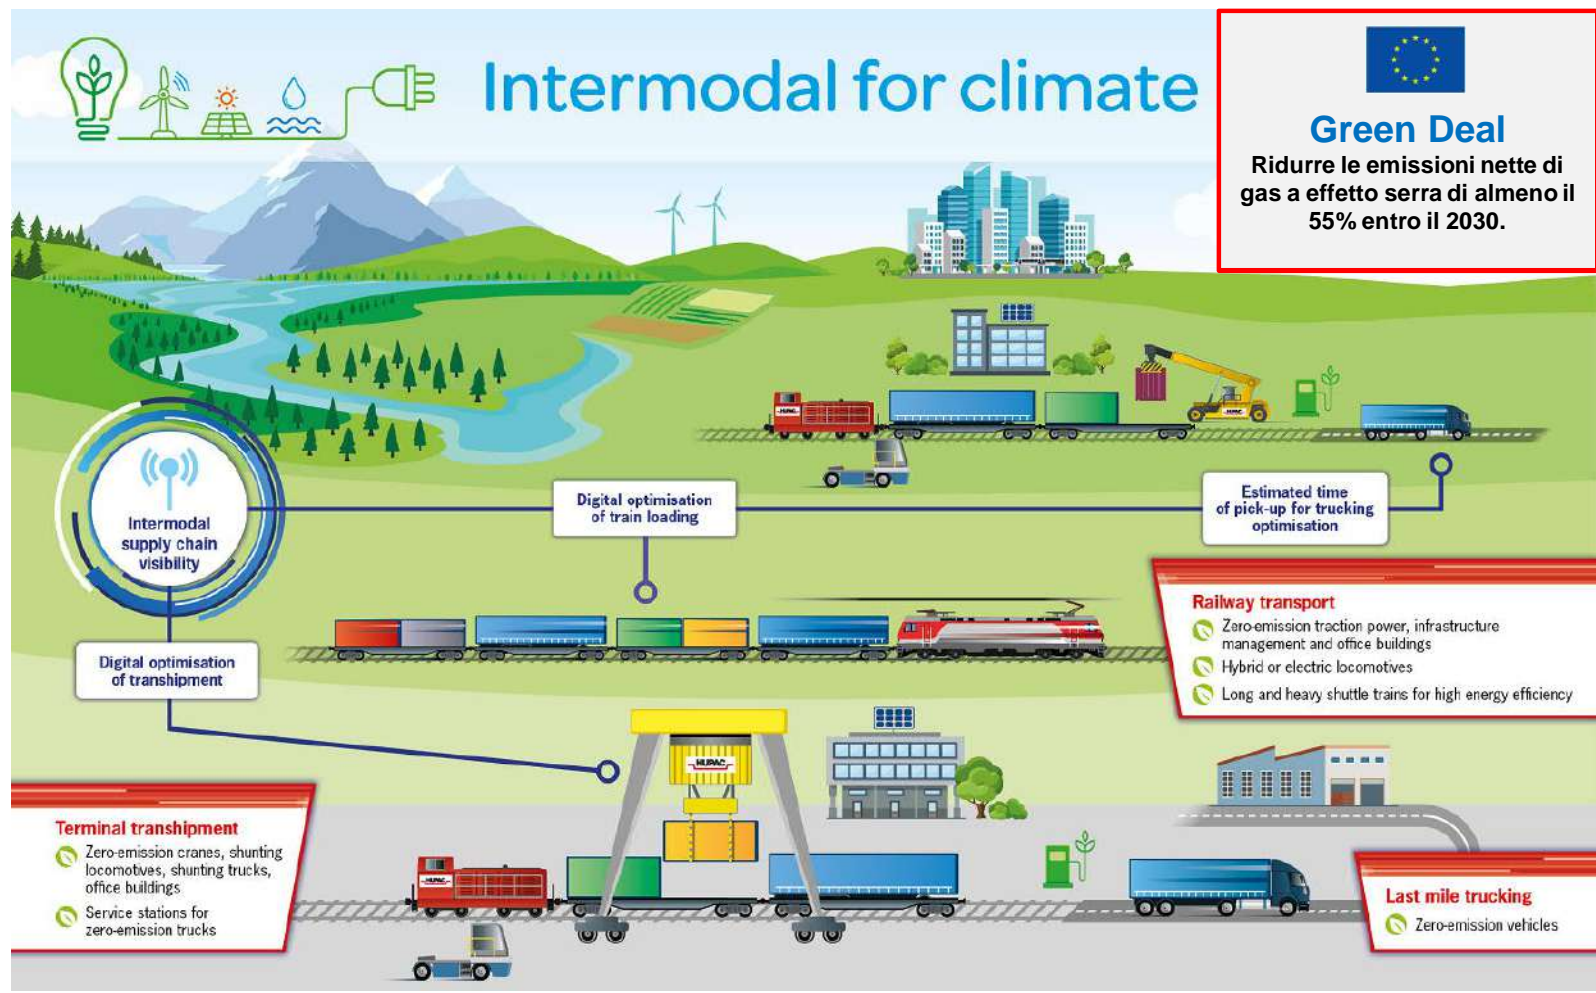 Intermodal for climate
Green Deal
Ridurre le emissioni nette di
gas a effetto serra di almeno il
55% entro il 2030.
HUPAC
HUPAC
Intermodal
supply chain
visibility
Digital optimisation
of train loading
Estimated time
of pick-up for trucking
optimisation
Railway transport
Zero-emission traction power, infrastructure
management and office buildings
Hybrid or electric locomotives
Long and heavy shuttle trains for high energy efficiency
Digital optimisation
of transhipment
HUPAC
Terminal transhipment
Zero-emission cranes, shunting
locomotives, shunting trucks,
office buildings
Service stations for
zero-emission trucks
HUPAC
Last mile trucking
Zero-emission vehicles